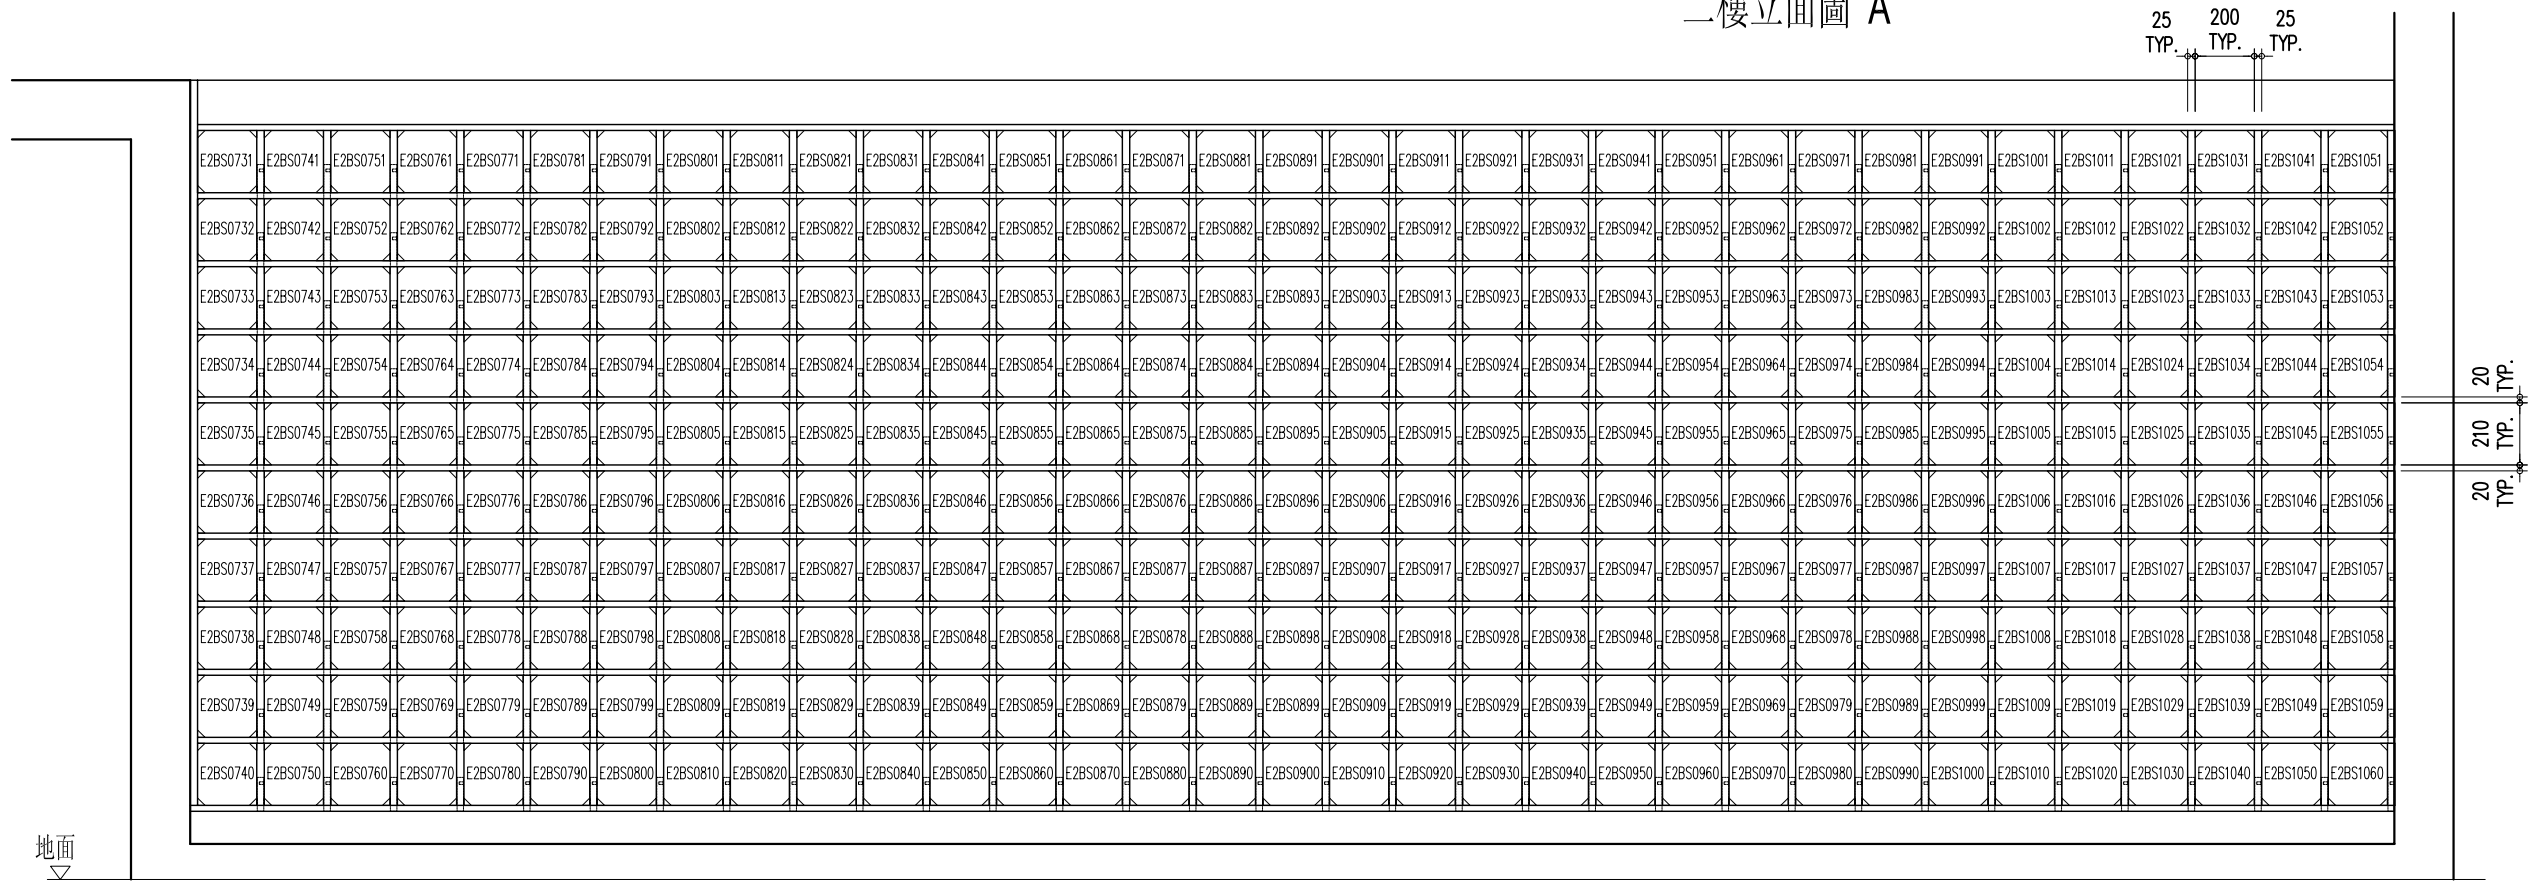 二樓立面圖 A
25 200 25
TYP. TYP. TYP.
E2BS0731 E2BS0741 E2BS0751 E2BS0761 E2BS0771 E2BS0781 E2BS0791 E2BS0801 E2BS0811 E2BS0821 E2BS0831 E2BS0841 E2BS0851 E2BS0861 E2BS0871 E2BS0881 E2BS0891 E2BS0901 E2BS0911 E2BS0921 E2BS0931 E2BS0941 E2BS0951 E2BS0961 E2BS0971 E2BS0981 E2BS0991 E2BS1001 E2BS1011 E2BS1021 E2BS1031 E2BS1041 E2BS1051
E2BS0732 E2BS0742 E2BS0752 E2BS0762 E2BS0772 E2BS0782 E2BS0792 E2BS0802 E2BS0812 E2BS0822 E2BS0832 E2BS0842 E2BS0852 E2BS0862 E2BS0872 E2BS0882 E2BS0892 E2BS0902 E2BS0912 E2BS0922 E2BS0932 E2BS0942 E2BS0952 E2BS0962 E2BS0972 E2BS0982 E2BS0992 E2BS1002 E2BS1012 E2BS1022 E2BS1032 E2BS1042 E2BS1052
E2BS0733 E2BS0743 E2BS0753 E2BS0763 E2BS0773 E2BS0783 E2BS0793 E2BS0803 E2BS0813 E2BS0823 E2BS0833 E2BS0843 E2BS0853 E2BS0863 E2BS0873 E2BS0883 E2BS0893 E2BS0903 E2BS0913 E2BS0923 E2BS0933 E2BS0943 E2BS0953 E2BS0963 E2BS0973 E2BS0983 E2BS0993 E2BS1003 E2BS1013 E2BS1023 E2BS1033 E2BS1043 E2BS1053
E2BS0734 E2BS0744 E2BS0754 E2BS0764 E2BS0774 E2BS0784 E2BS0794 E2BS0804 E2BS0814 E2BS0824 E2BS0834 E2BS0844 E2BS0854 E2BS0864 E2BS0874 E2BS0884 E2BS0894 E2BS0904 E2BS0914 E2BS0924 E2BS0934 E2BS0944 E2BS0954 E2BS0964 E2BS0974 E2BS0984 E2BS0994 E2BS1004 E2BS1014 E2BS1024 E2BS1034 E2BS1044 E2BS1054
E2BS0735 E2BS0745 E2BS0755 E2BS0765 E2BS0775 E2BS0785 E2BS0795 E2BS0805 E2BS0815 E2BS0825 E2BS0835 E2BS0845 E2BS0855 E2BS0865 E2BS0875 E2BS0885 E2BS0895 E2BS0905 E2BS0915 E2BS0925 E2BS0935 E2BS0945 E2BS0955 E2BS0965 E2BS0975 E2BS0985 E2BS0995 E2BS1005 E2BS1015 E2BS1025 E2BS1035 E2BS1045 E2BS1055
E2BS0736 E2BS0746 E2BS0756 E2BS0766 E2BS0776 E2BS0786 E2BS0796 E2BS0806 E2BS0816 E2BS0826 E2BS0836 E2BS0846 E2BS0856 E2BS0866 E2BS0876 E2BS0886 E2BS0896 E2BS0906 E2BS0916 E2BS0926 E2BS0936 E2BS0946 E2BS0956 E2BS0966 E2BS0976 E2BS0986 E2BS0996 E2BS1006 E2BS1016 E2BS1026 E2BS1036 E2BS1046 E2BS1056
E2BS0737 E2BS0747 E2BS0757 E2BS0767 E2BS0777 E2BS0787 E2BS0797 E2BS0807 E2BS0817 E2BS0827 E2BS0837 E2BS0847 E2BS0857 E2BS0867 E2BS0877 E2BS0887 E2BS0897 E2BS0907 E2BS0917 E2BS0927 E2BS0937 E2BS0947 E2BS0957 E2BS0967 E2BS0977 E2BS0987 E2BS0997 E2BS1007 E2BS1017 E2BS1027 E2BS1037 E2BS1047 E2BS1057
E2BS0738 E2BS0748 E2BS0758 E2BS0768 E2BS0778 E2BS0788 E2BS0798 E2BS0808 E2BS0818 E2BS0828 E2BS0838 E2BS0848 E2BS0858 E2BS0868 E2BS0878 E2BS0888 E2BS0898 E2BS0908 E2BS0918 E2BS0928 E2BS0938 E2BS0948 E2BS0958 E2BS0968 E2BS0978 E2BS0988 E2BS0998 E2BS1008 E2BS1018 E2BS1028 E2BS1038 E2BS1048 E2BS1058
E2BS0739 E2BS0749 E2BS0759 E2BS0769 E2BS0779 E2BS0789 E2BS0799 E2BS0809 E2BS0819 E2BS0829 E2BS0839 E2BS0849 E2BS0859 E2BS0869 E2BS0879 E2BS0889 E2BS0899 E2BS0909 E2BS0919 E2BS0929 E2BS0939 E2BS0949 E2BS0959 E2BS0969 E2BS0979 E2BS0989 E2BS0999 E2BS1009 E2BS1019 E2BS1029 E2BS1039 E2BS1049 E2BS1059
E2BS0740 E2BS0750 E2BS0760 E2BS0770 E2BS0780 E2BS0790 E2BS0800 E2BS0810 E2BS0820 E2BS0830 E2BS0840 E2BS0850 E2BS0860 E2BS0870 E2BS0880 E2BS0890 E2BS0900 E2BS0910 E2BS0920 E2BS0930 E2BS0940 E2BS0950 E2BS0960 E2BS0970 E2BS0980 E2BS0990 E2BS1000 E2BS1010 E2BS1020 E2BS1030 E2BS1040 E2BS1050 E2BS1060
20 TYP.
210 TYP.
20 TYP.
地面